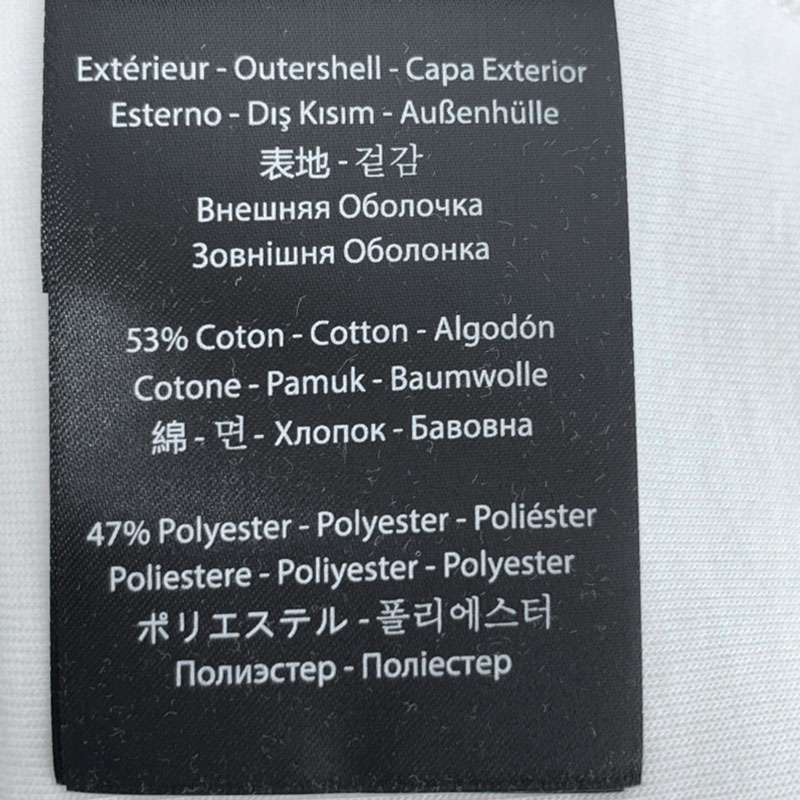 Extérieur - Outershell - Capa Exterior
Esterno - Dış Kısım - Außenhülle
表地 - 겉감
Внешняя Оболочка
Зовнішня Оболонка
53% Coton - Cotton - Algodón
Cotone - Pamuk - Baumwolle
綿 - 면 - Хлопок - Бавовна
47% Polyester - Polyester - Poliéster
Poliestere - Poliyester - Polyester
ポリエステル - 폴리에스터
Полиэстер - Поліестер